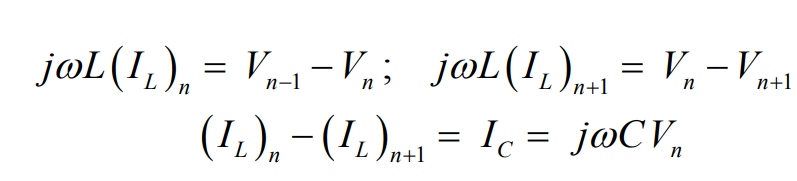 jωL(I_L)_n = V_{n-1} − V_n ;   jωL(I_L)_{n+1} = V_n − V_{n+1}
(I_L)_n − (I_L)_{n+1} = I_C = jωCV_n